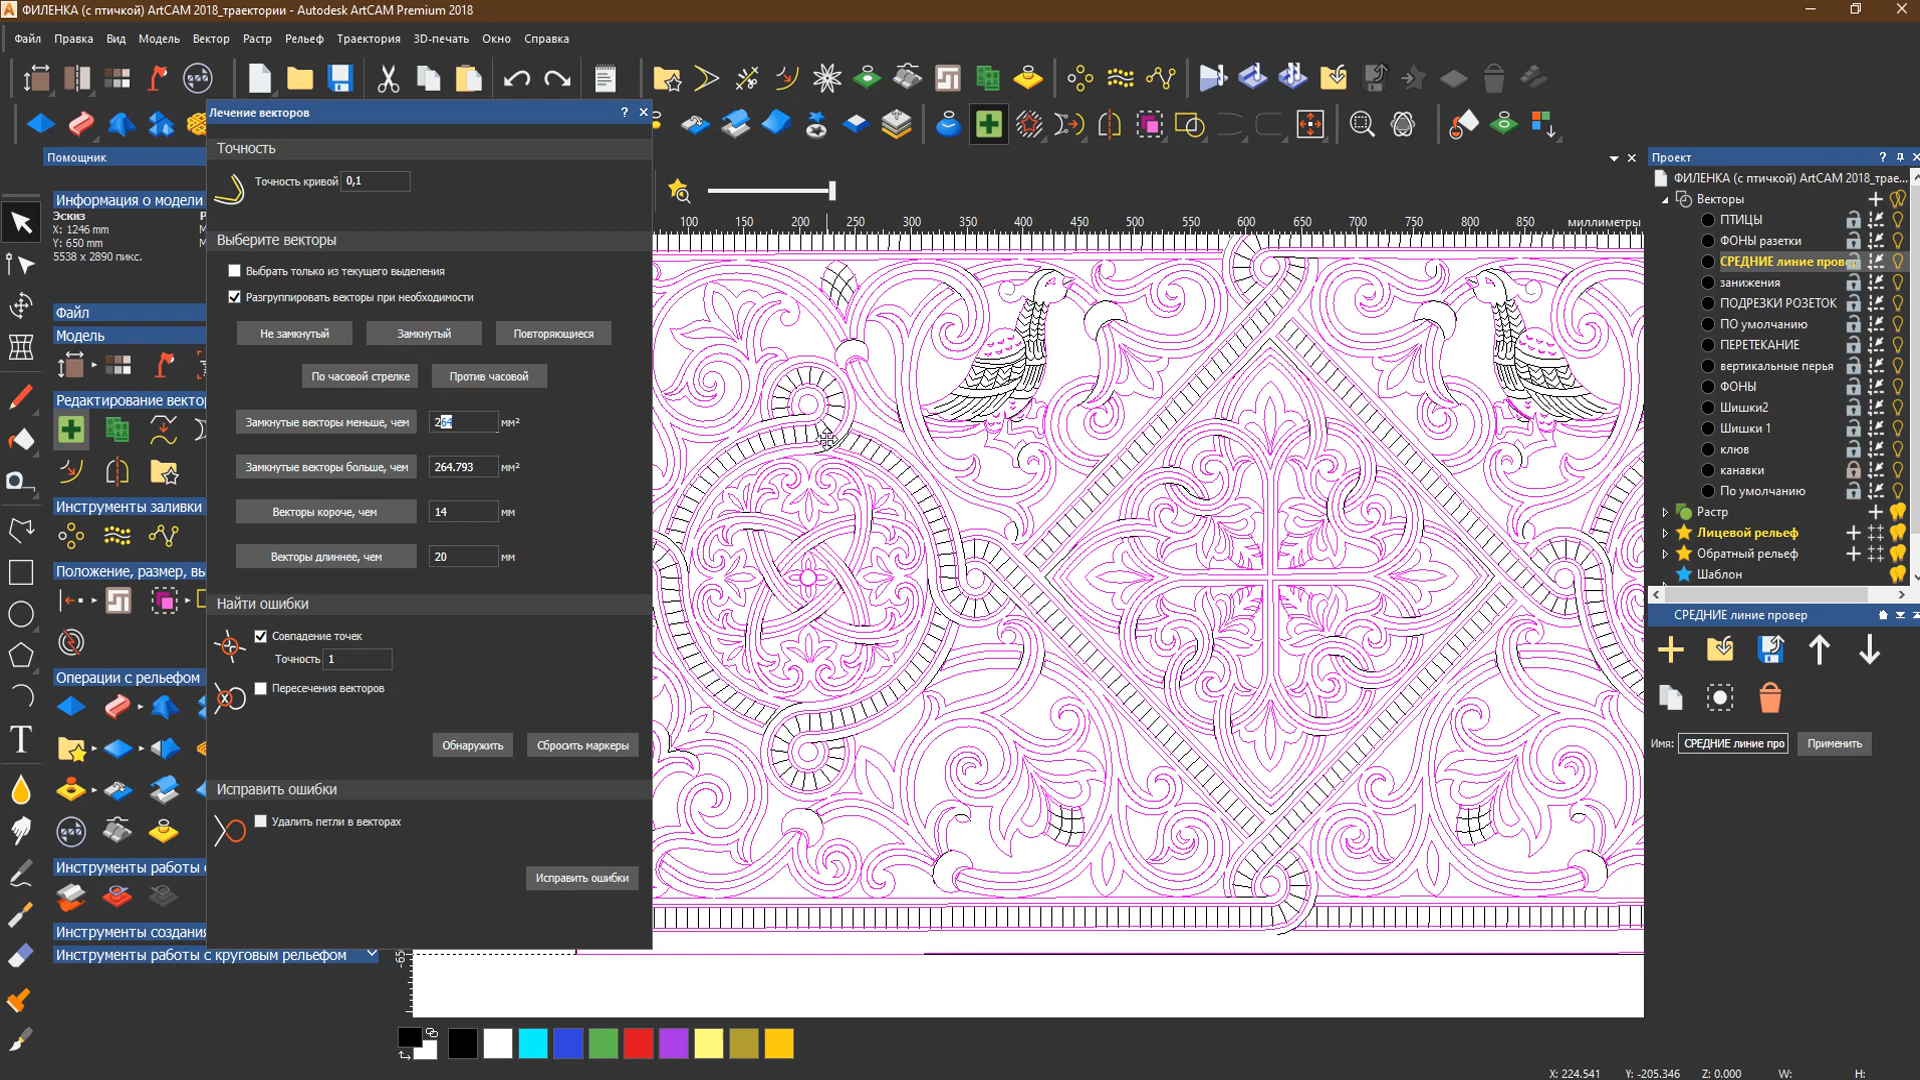 ФИЛЕНКА (с птичкой) ArtCAM 2018_траектории - Autodesk ArtCAM Premium 2018
Файл Правка Вид Модель Вектор Растр Рельеф Траектория 3D-печать Окно Справка
Лечение векторов
Точность
Точность кривой 0,1
Выберите векторы
Выбрать только из текущего выделения
Разгруппировать векторы при необходимости
Не замкнутый Замкнутый Повторяющиеся
По часовой стрелке Против часовой
Замкнутые векторы меньше, чем 264 мм²
Замкнутые векторы больше, чем 264.793 мм²
Векторы короче, чем 14 мм
Векторы длиннее, чем 20 мм
Найти ошибки
Совпадение точек
Точность 1
Пересечения векторов
Обнаружить Сбросить маркеры
Исправить ошибки
Удалить петли в векторах
Исправить ошибки
Помощник
Информация о модели
Эскиз
X: 1246 mm
Y: 650 mm
5538 x 2890 пикс.
Файл
Модель
Редактирование вектор
Инструменты заливки
Положение, размер, вы
Операции с рельефом
Инструменты работы с
Инструменты создания
Инструменты работы с круговым рельефом
100 150 200 250 300 350 400 450 500 550 600 650 700 750 800 850 миллиметры
-65
Проект
ФИЛЕНКА (с птичкой) ArtCAM 2018_трае...
Векторы
ПТИЦЫ
ФОНЫ разетки
СРЕДНИЕ линие прове
занижения
ПОДРЕЗКИ РОЗЕТОК
ПО умолчанию
ПЕРЕТЕКАНИЕ
вертикальные перья
ФОНЫ
Шишки2
Шишки 1
клюв
канавки
По умолчанию
Растр
Лицевой рельеф
Обратный рельеф
Шаблон
СРЕДНИЕ линие провер
Имя: СРЕДНИЕ линие про Применить
X: 224.541 Y: -205.346 Z: 0.000 W: H: